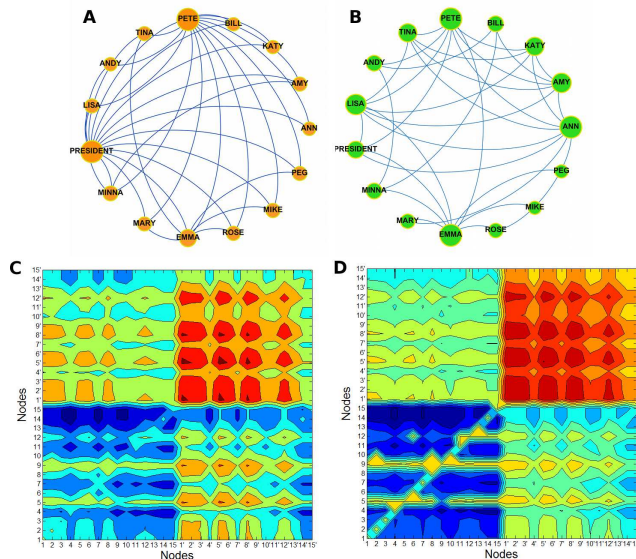 A
TINA
PETE
BILL
KATY
ANDY
AMY
LISA
ANN
PRESIDENT
PEG
MINNA
MIKE
MARY
EMMA
ROSE
B
TINA
PETE
BILL
KATY
ANDY
AMY
LISA
ANN
PRESIDENT
PEG
MINNA
MIKE
MARY
EMMA
ROSE
C
Nodes
15'
14'
13'
12'
9'
8'
6'
5'
4'
3'
2'
1'
15
14
13
12
11
10
9
8
7
6
5
4
3
2
1
1 2 3 4 5 6 7 8 9 10 11 12 13 14 15 1' 2' 3' 4' 5' 6' 7' 8' 9' 10'11'12'13'14'15'
Nodes
D
Nodes
15'
14'
13'
12'
9'
8'
6'
5'
4'
3'
2'
1'
15
14
13
12
11
10
9
8
7
6
5
4
3
2
1
1 2 3 4 5 6 7 8 9 10 11 12 13 14 15 1' 2' 3' 4' 5' 6' 7' 8' 9' 10'11'12'13'14'15'
Nodes